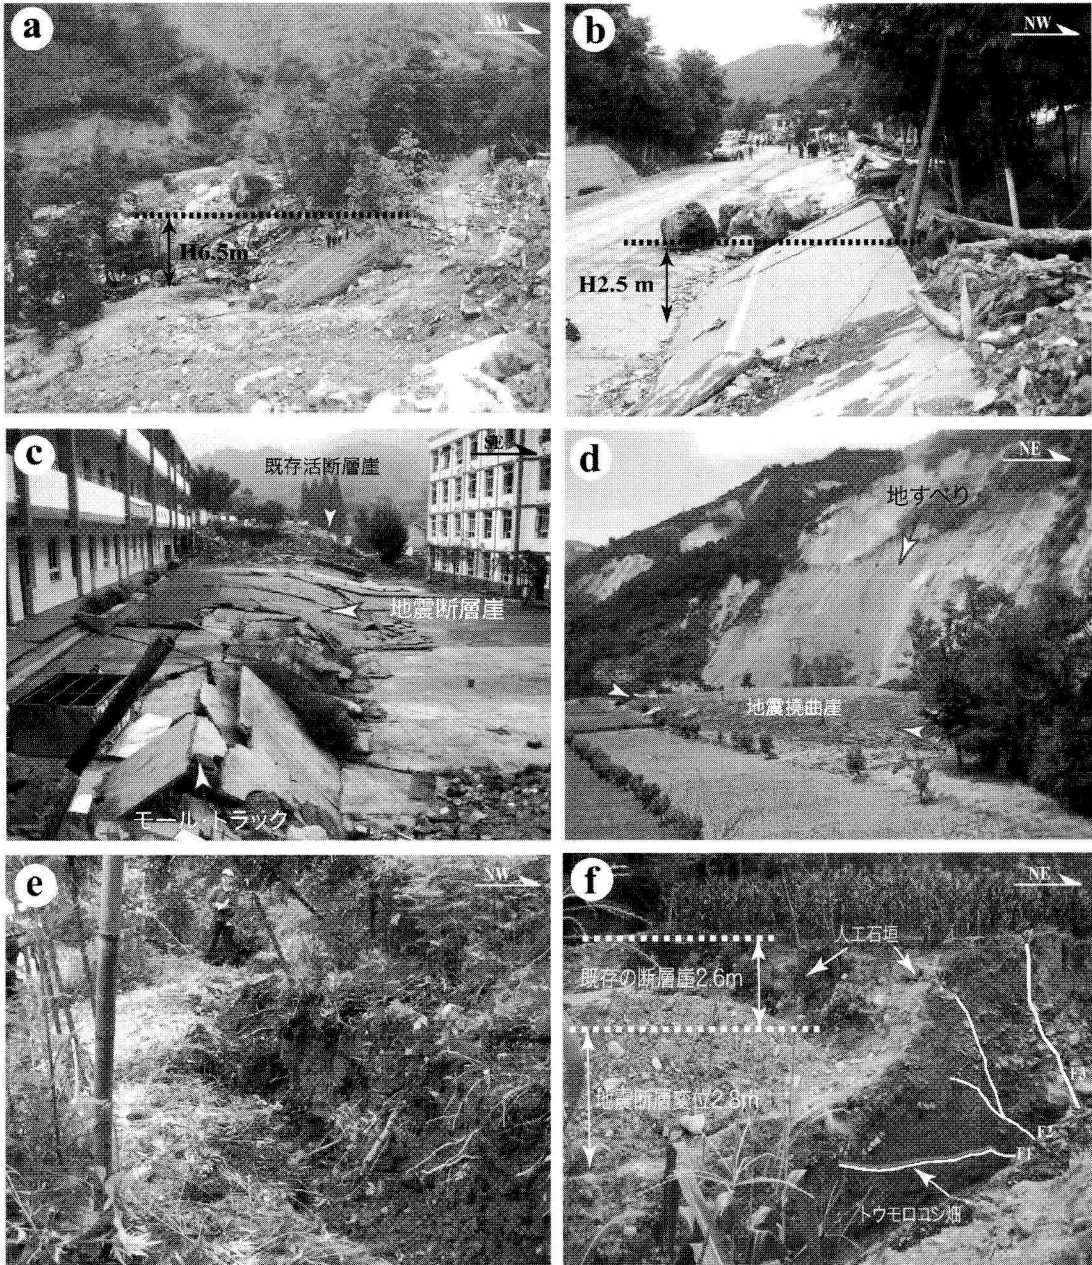 a
NW
H6.5m
b
NW
H2.5 m
c
SE
既存活断層崖
地震断層崖
モール・トラック
d
NE
地すべり
地震撓曲崖
e
NW
f
NE
人工石垣
既存の断層崖2.6m
地震断層変位2.8m
F3
F2
F1
トウモロコシ畑